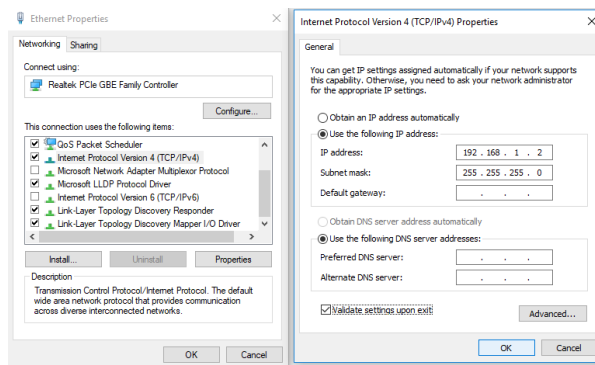 Ethernet Properties
Networking
Sharing
Connect using:
Realtek PCIe GBE Family Controller
Configure...
This connection uses the following items:
QoS Packet Scheduler
Internet Protocol Version 4 (TCP/IPv4)
Microsoft Network Adapter Multiplexor Protocol
Microsoft LLDP Protocol Driver
Internet Protocol Version 6 (TCP/IPv6)
Link-Layer Topology Discovery Responder
Link-Layer Topology Discovery Mapper I/O Driver
Install...
Uninstall
Properties
Description
Transmission Control Protocol/Internet Protocol. The default
wide area network protocol that provides communication
across diverse interconnected networks.
OK
Cancel
Internet Protocol Version 4 (TCP/IPv4) Properties
General
You can get IP settings assigned automatically if your network supports
this capability. Otherwise, you need to ask your network administrator
for the appropriate IP settings.
Obtain an IP address automatically
Use the following IP address:
IP address:
192 . 168 . 1 . 2
Subnet mask:
255 . 255 . 255 . 0
Default gateway:
. . .
Obtain DNS server address automatically
Use the following DNS server addresses:
Preferred DNS server:
. . .
Alternate DNS server:
. . .
Validate settings upon exit
Advanced...
OK
Cancel